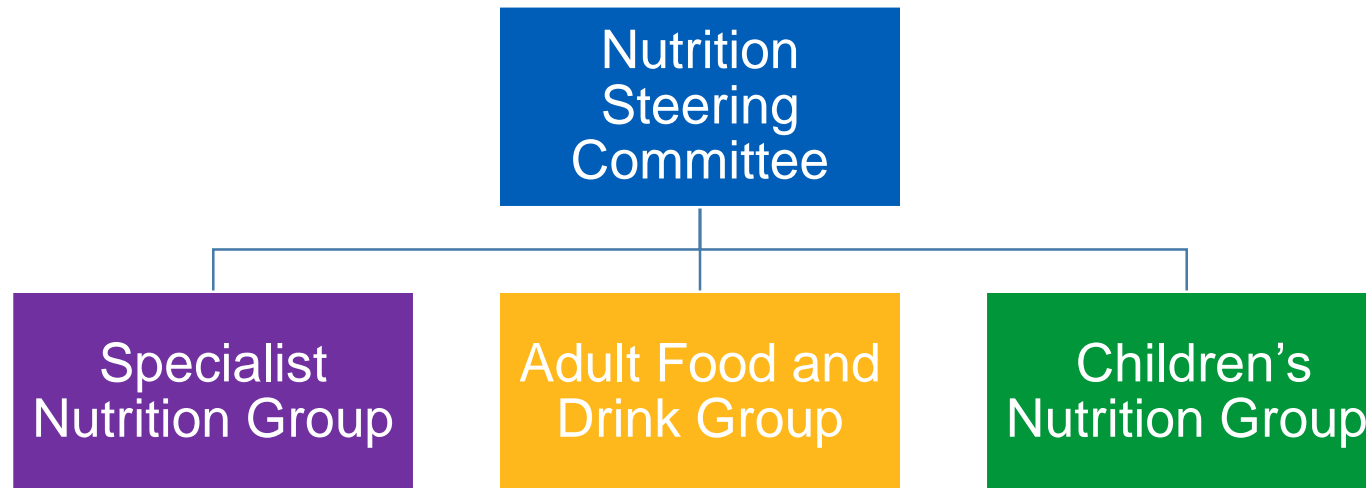 Nutrition
Steering
Committee
Specialist
Nutrition Group
Adult Food and
Drink Group
Children’s
Nutrition Group